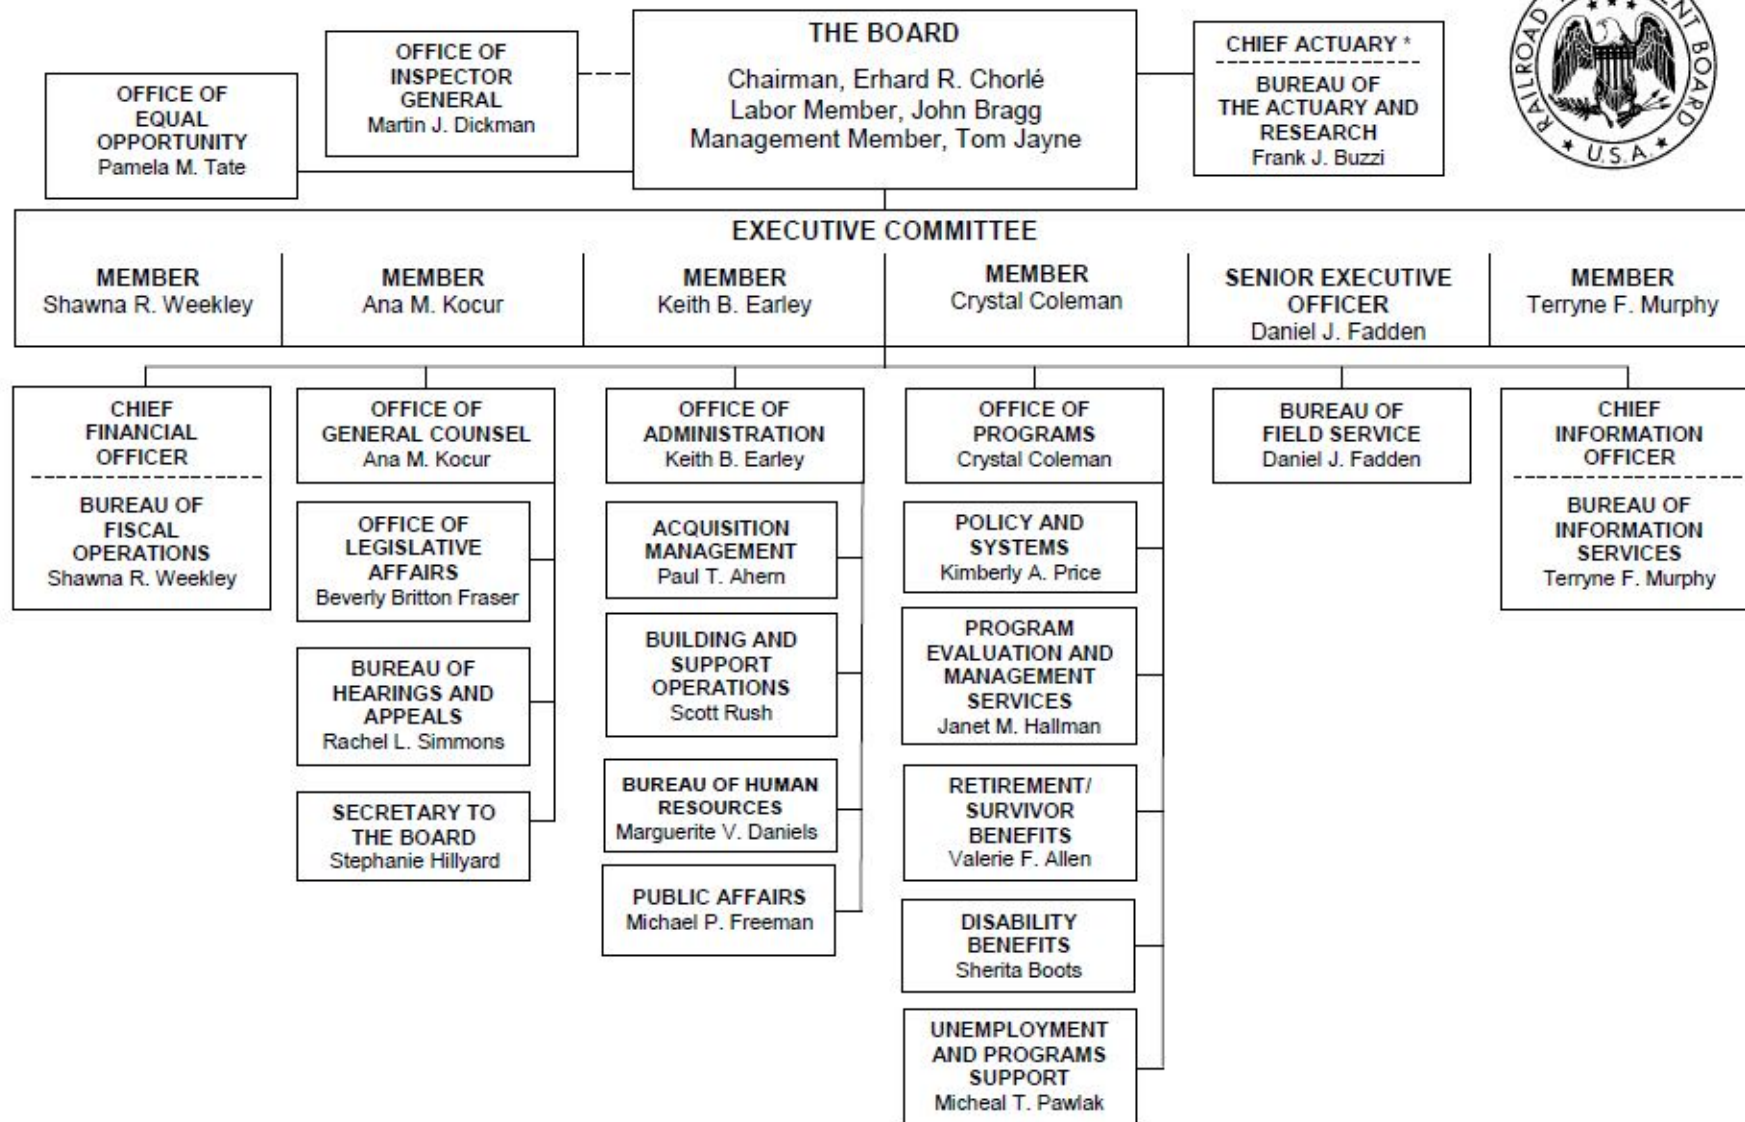 THE BOARD
Chairman, Erhard R. Chorlé
Labor Member, John Bragg
Management Member, Tom Jayne
OFFICE OF
INSPECTOR
GENERAL
Martin J. Dickman
OFFICE OF
EQUAL
OPPORTUNITY
Pamela M. Tate
CHIEF ACTUARY *
BUREAU OF
THE ACTUARY AND
RESEARCH
Frank J. Buzzi
RAILROAD
BOARD
U.S.A.
EXECUTIVE COMMITTEE
MEMBER
Shawna R. Weekley
MEMBER
Ana M. Kocur
MEMBER
Keith B. Earley
MEMBER
Crystal Coleman
SENIOR EXECUTIVE
OFFICER
Daniel J. Fadden
MEMBER
Terryne F. Murphy
CHIEF
FINANCIAL
OFFICER
BUREAU OF
FISCAL
OPERATIONS
Shawna R. Weekley
OFFICE OF
GENERAL COUNSEL
Ana M. Kocur
OFFICE OF
LEGISLATIVE
AFFAIRS
Beverly Britton Fraser
BUREAU OF
HEARINGS AND
APPEALS
Rachel L. Simmons
SECRETARY TO
THE BOARD
Stephanie Hillyard
OFFICE OF
ADMINISTRATION
Keith B. Earley
ACQUISITION
MANAGEMENT
Paul T. Ahern
BUILDING AND
SUPPORT
OPERATIONS
Scott Rush
BUREAU OF HUMAN
RESOURCES
Marguerite V. Daniels
PUBLIC AFFAIRS
Michael P. Freeman
OFFICE OF
PROGRAMS
Crystal Coleman
POLICY AND
SYSTEMS
Kimberly A. Price
PROGRAM
EVALUATION AND
MANAGEMENT
SERVICES
Janet M. Hallman
RETIREMENT/
SURVIVOR
BENEFITS
Valerie F. Allen
DISABILITY
BENEFITS
Sherita Boots
UNEMPLOYMENT
AND PROGRAMS
SUPPORT
Micheal T. Pawlak
BUREAU OF
FIELD SERVICE
Daniel J. Fadden
CHIEF
INFORMATION
OFFICER
BUREAU OF
INFORMATION
SERVICES
Terryne F. Murphy